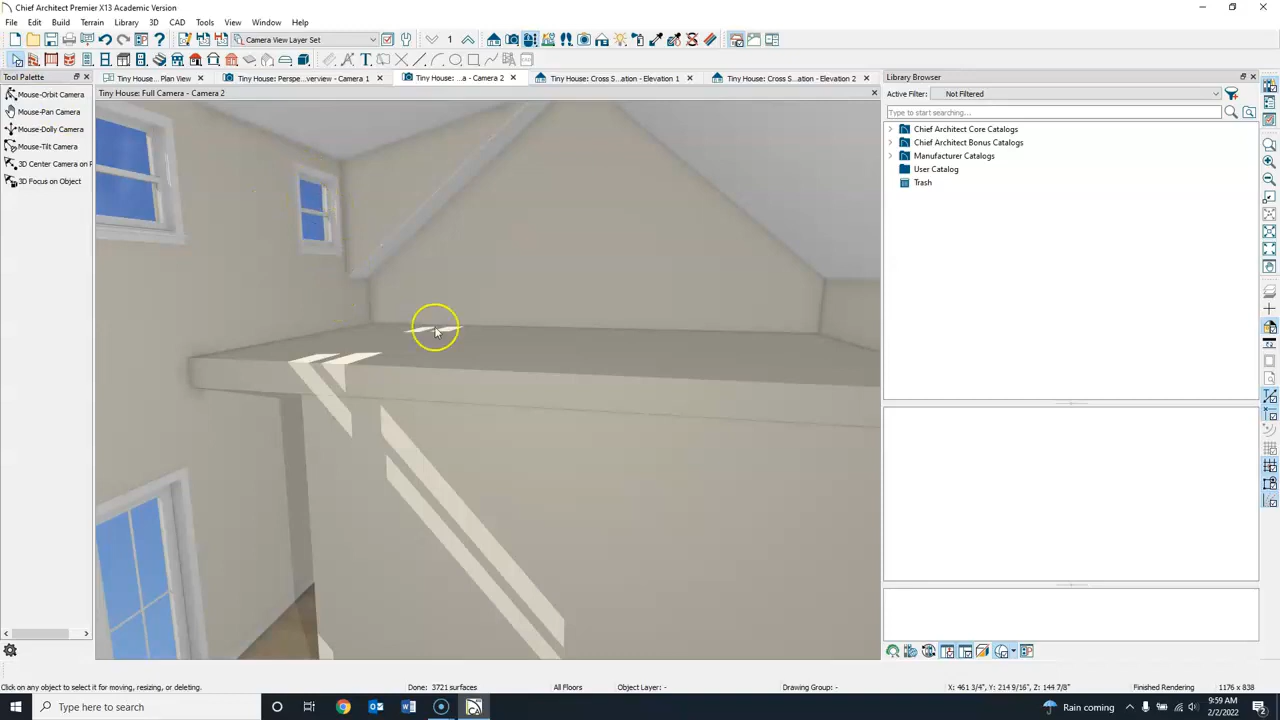 Chief Architect Premier X13 Academic Version
File Edit Build Terrain Library 3D CAD Tools View Window Help
Camera View Layer Set
1
Tool Palette
Tiny House... Plan View
Tiny House: Perspe...verview - Camera 1
Tiny House: ...a - Camera 2
Tiny House: Cross S...ation - Elevation 1
Tiny House: Cross S...ation - Elevation 2
Library Browser
Tiny House: Full Camera - Camera 2
Active Filter: Not Filtered
Mouse-Orbit Camera
Mouse-Pan Camera
Mouse-Dolly Camera
Mouse-Tilt Camera
3D Center Camera on P
3D Focus on Object
Type to start searching...
Chief Architect Core Catalogs
Chief Architect Bonus Catalogs
Manufacturer Catalogs
User Catalog
Trash
Click on any object to select it for moving, resizing, or deleting.
Done: 3721 surfaces
All Floors
Object Layer: -
Drawing Group: -
X: 461 3/4", Y: 214 9/16", Z: 144 7/8"
Finished Rendering
1176 x 838
Type here to search
Rain coming
9:59 AM
2/2/2022